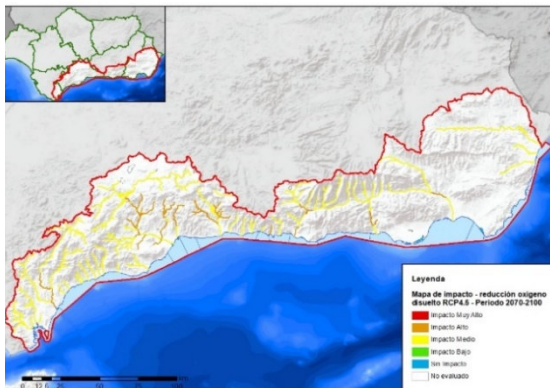 Leyenda
Mapa de impacto - reducción oxígeno
disuelto RCP4.5 - Periodo 2070-2100
Impacto Muy Alto
Impacto Alto
Impacto Medio
Impacto Bajo
Sin Impacto
No evaluado